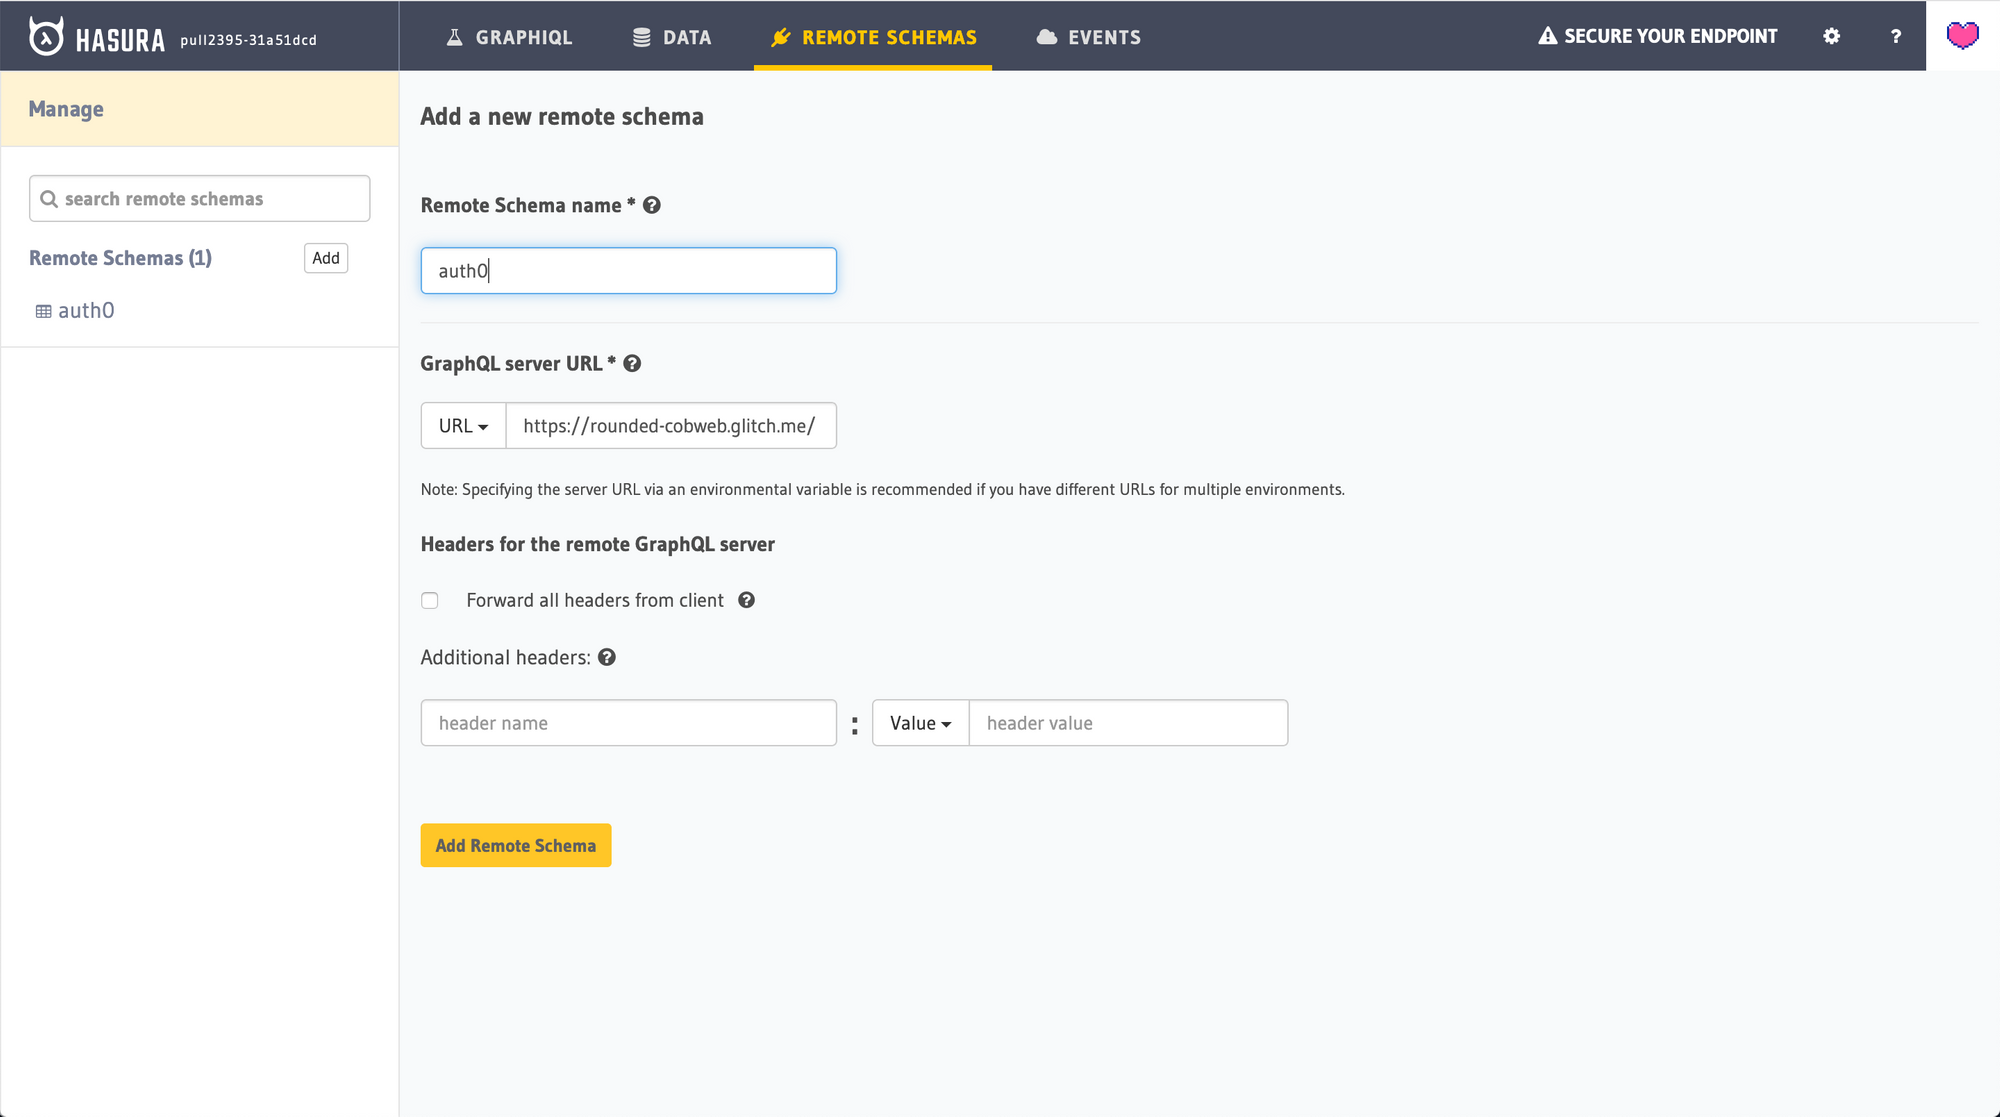 HASURA pull2395-31a51dcd
GRAPHIQL DATA REMOTE SCHEMAS EVENTS
SECURE YOUR ENDPOINT ?
Manage
search remote schemas
Remote Schemas (1) Add
auth0
Add a new remote schema
Remote Schema name * ?
auth0
GraphQL server URL * ?
URL https://rounded-cobweb.glitch.me/
Note: Specifying the server URL via an environmental variable is recommended if you have different URLs for multiple environments.
Headers for the remote GraphQL server
Forward all headers from client ?
Additional headers: ?
header name : Value header value
Add Remote Schema